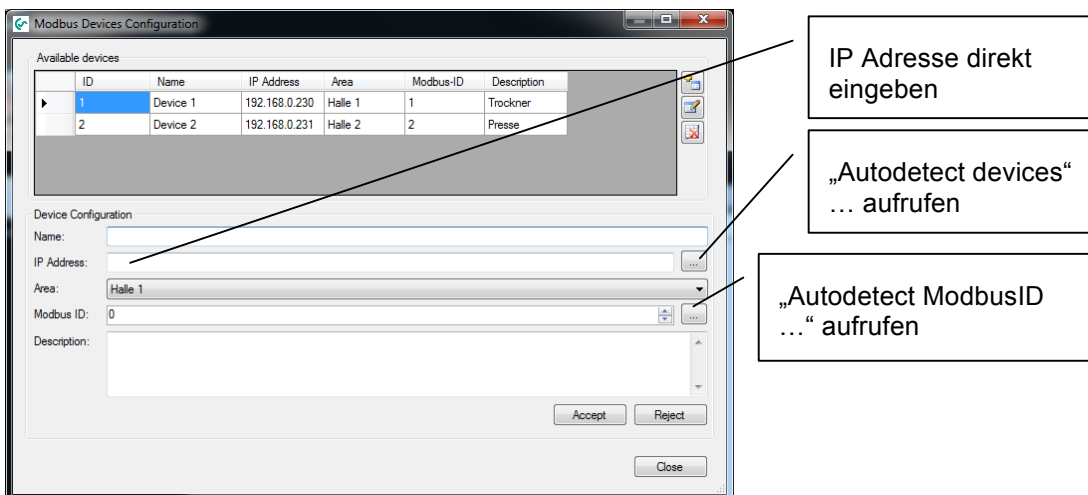 Modbus Devices Configuration
Available devices
ID Name IP Address Area Modbus-ID Description
1 Device 1 192.168.0.230 Halle 1 1 Trockner
2 Device 2 192.168.0.231 Halle 2 2 Presse
Device Configuration
Name:
IP Address: ...
Area: Halle 1
Modbus ID: 0 ...
Description:
Accept Reject
Close
IP Adresse direkt
eingeben
„Autodetect devices“
… aufrufen
„Autodetect ModbusID
…“ aufrufen